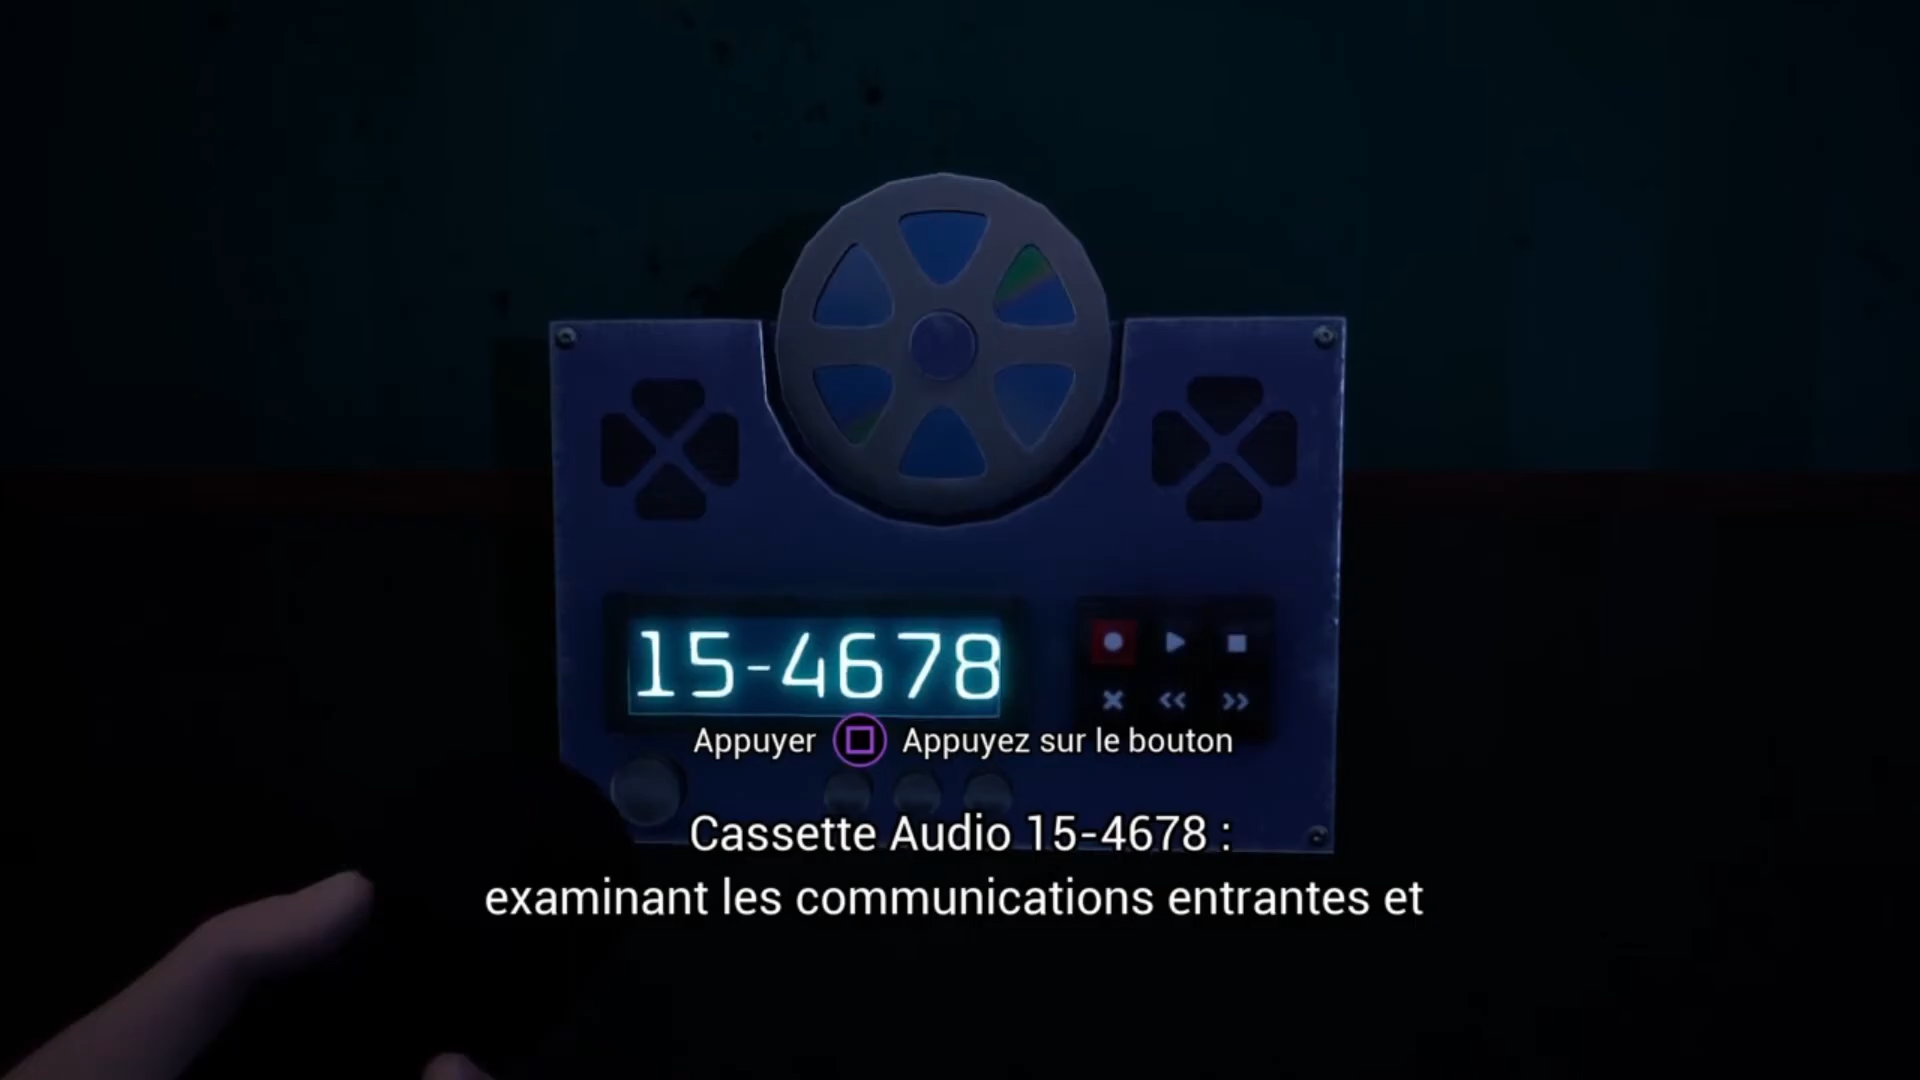 15-4678
Appuyer Appuyez sur le bouton
Cassette Audio 15-4678 :
examinant les communications entrantes et